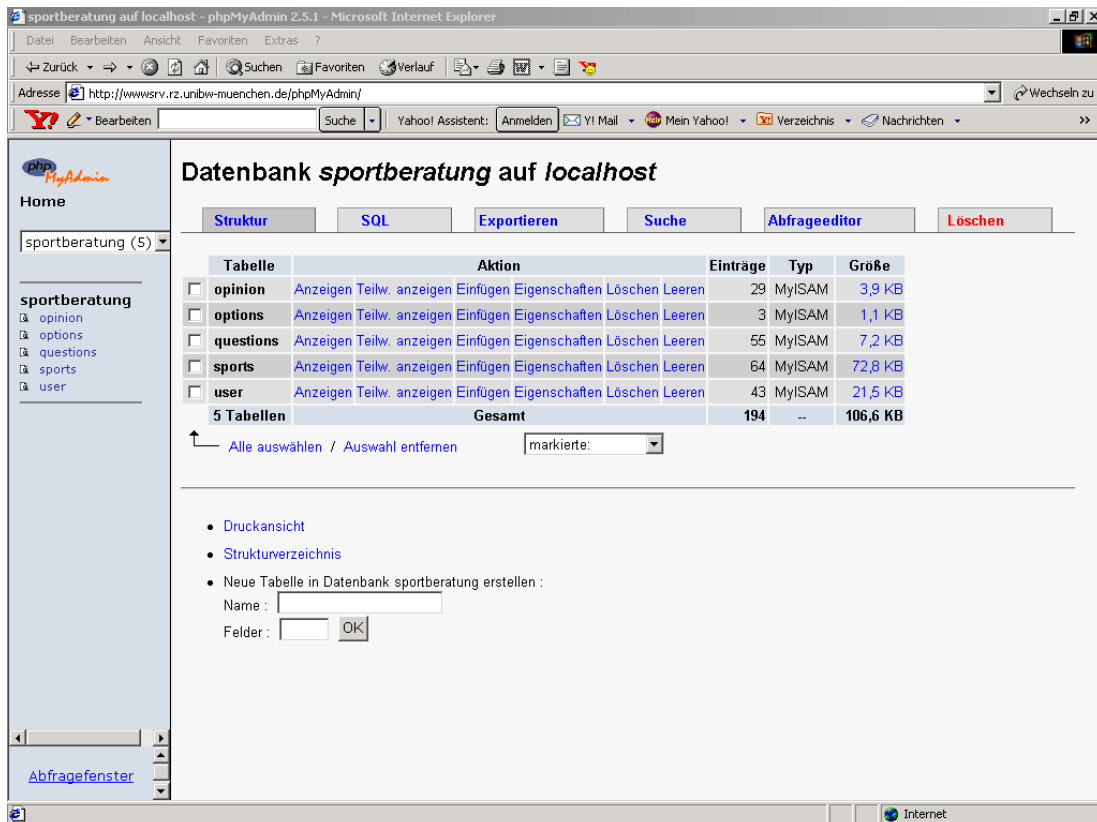 sportberatung auf localhost - phpMyAdmin 2.5.1 - Microsoft Internet Explorer
Datei Bearbeiten Ansicht Favoriten Extras ?
Zurück Suchen Favoriten Verlauf
Adresse http://wwwsrv.rz.unibw-muenchen.de/phpMyAdmin/ Wechseln zu
Y! Bearbeiten Suche Yahoo! Assistent: Anmelden Y! Mail Mein Yahoo! Verzeichnis Nachrichten »
php
MyAdmin
Home
sportberatung (5)
sportberatung
opinion
options
questions
sports
user
Abfragefenster
Datenbank sportberatung auf localhost
Struktur SQL Exportieren Suche Abfrageeditor Löschen
Tabelle Aktion Einträge Typ Größe
opinion Anzeigen Teilw. anzeigen Einfügen Eigenschaften Löschen Leeren 29 MyISAM 3,9 KB
options Anzeigen Teilw. anzeigen Einfügen Eigenschaften Löschen Leeren 3 MyISAM 1,1 KB
questions Anzeigen Teilw. anzeigen Einfügen Eigenschaften Löschen Leeren 55 MyISAM 7,2 KB
sports Anzeigen Teilw. anzeigen Einfügen Eigenschaften Löschen Leeren 64 MyISAM 72,8 KB
user Anzeigen Teilw. anzeigen Einfügen Eigenschaften Löschen Leeren 43 MyISAM 21,5 KB
5 Tabellen Gesamt 194 -- 106,6 KB
Alle auswählen / Auswahl entfernen markierte:
Druckansicht
Strukturverzeichnis
Neue Tabelle in Datenbank sportberatung erstellen :
Name :
Felder : OK
Internet